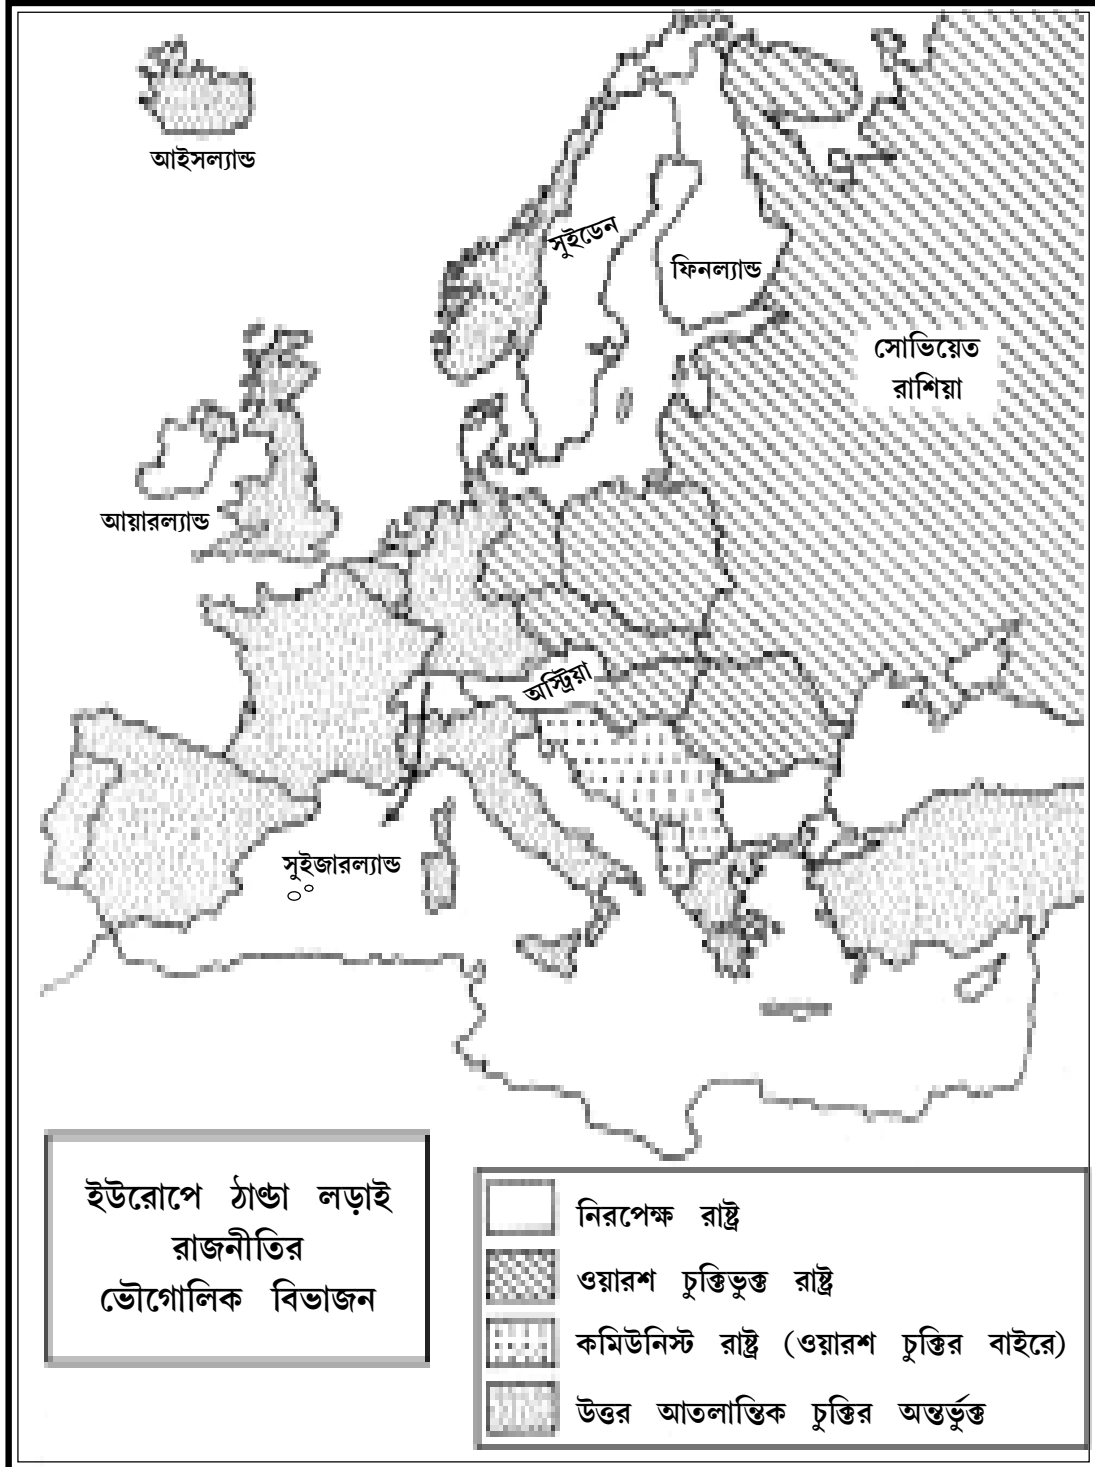 আইসল্যান্ড
সুইডেন
ফিনল্যান্ড
সোভিয়েত
রাশিয়া
আয়ারল্যান্ড
অস্ট্রিয়া
সুইজারল্যান্ড
ইউরোপে ঠাণ্ডা লড়াই
রাজনীতির
ভৌগোলিক বিভাজন
নিরপেক্ষ রাষ্ট্র
ওয়ারশ চুক্তিভুক্ত রাষ্ট্র
কমিউনিস্ট রাষ্ট্র (ওয়ারশ চুক্তির বাইরে)
উত্তর আতলান্তিক চুক্তির অন্তর্ভুক্ত